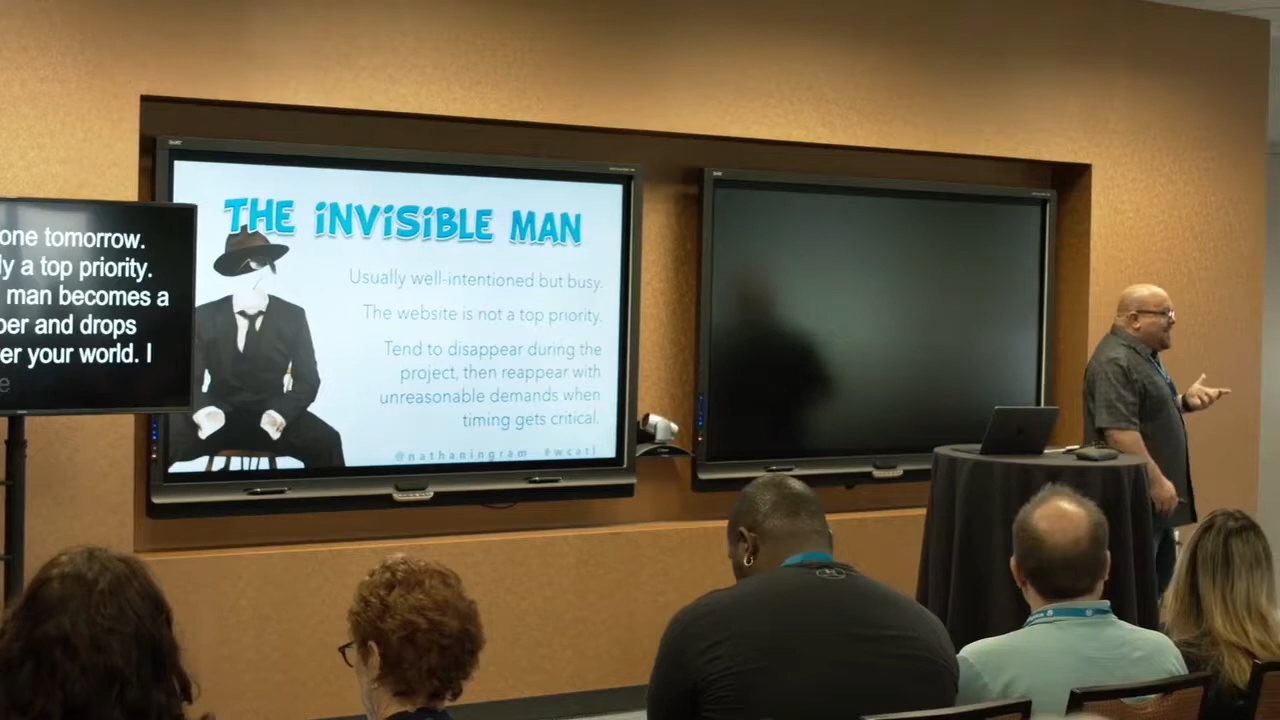 one tomorrow.
y a top priority.
man becomes a
er and drops
er your world. I
THE INVISIBLE MAN
Usually well-intentioned but busy.
The website is not a top priority.
Tend to disappear during the
project, then reappear with
unreasonable demands when
timing gets critical.
@nathaningram #wcatl